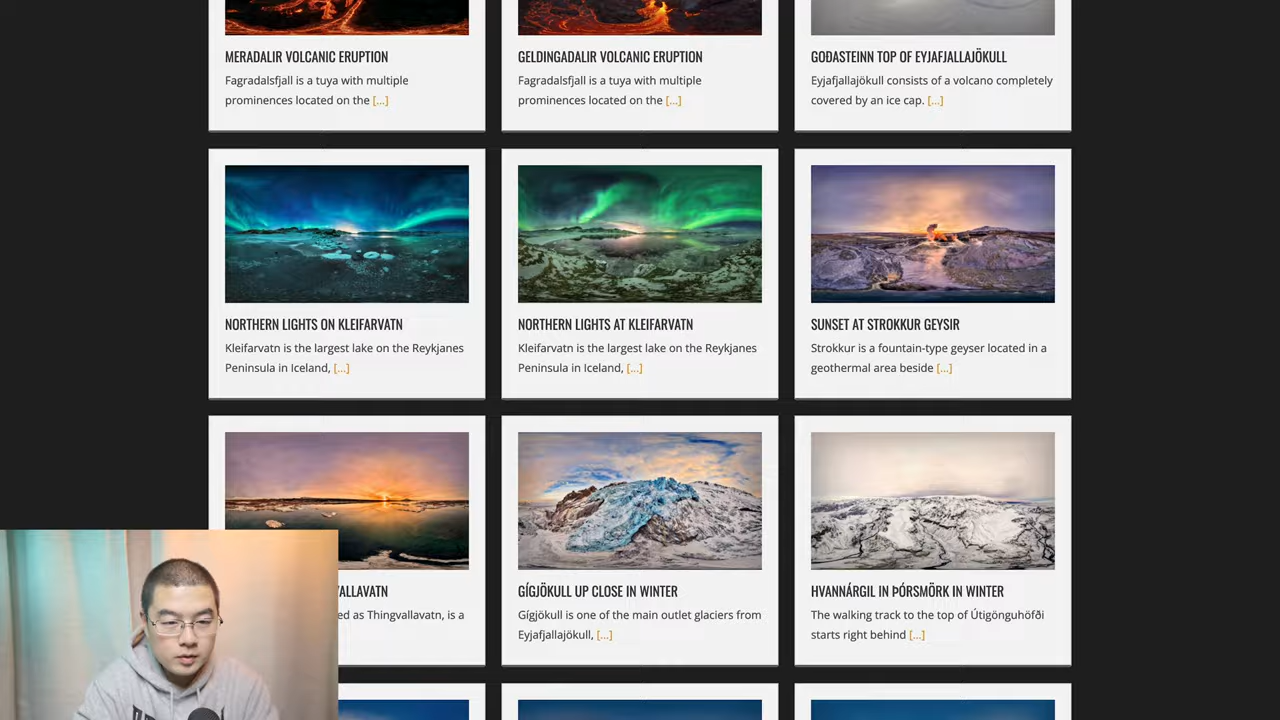 MERADALIR VOLCANIC ERUPTION
Fagradalsfjall is a tuya with multiple
prominences located on the [...]
GELDINGADALIR VOLCANIC ERUPTION
Fagradalsfjall is a tuya with multiple
prominences located on the [...]
GOÐASTEINN TOP OF EYJAFJALLAJÖKULL
Eyjafjallajökull consists of a volcano completely
covered by an ice cap. [...]
NORTHERN LIGHTS ON KLEIFARVATN
Kleifarvatn is the largest lake on the Reykjanes
Peninsula in Iceland, [...]
NORTHERN LIGHTS AT KLEIFARVATN
Kleifarvatn is the largest lake on the Reykjanes
Peninsula in Iceland, [...]
SUNSET AT STROKKUR GEYSIR
Strokkur is a fountain-type geyser located in a
geothermal area beside [...]
VALLAVATN
ed as Thingvallavatn, is a
GÍGJÖKULL UP CLOSE IN WINTER
Gígjökull is one of the main outlet glaciers from
Eyjafjallajökull, [...]
HVANNÁRGIL IN ÞÓRSMÖRK IN WINTER
The walking track to the top of Útigönguhöfði
starts right behind [...]